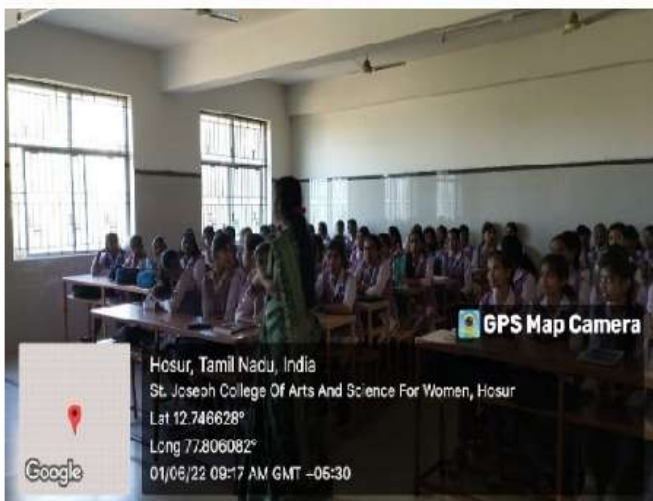 GPS Map Camera
Hosur, Tamil Nadu, India
St. Joseph College Of Arts And Science For Women, Hosur
Lat 12.746628°
Long 77.806082°
01/06/22 09:17 AM GMT +05:30
Google